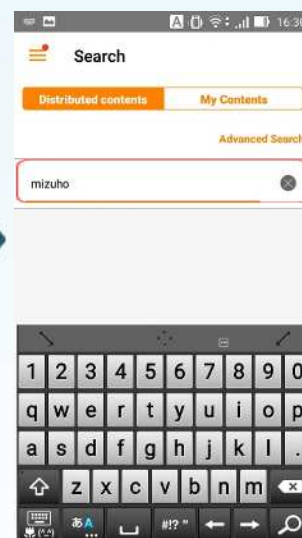 A 16:30
Search
Distributed contents My Contents
Advanced Search
mizuho
1 2 3 4 5 6 7 8 9 0
q w e r t y u i o p
a s d f g h j k l .
z x c v b n m
あA #!? "